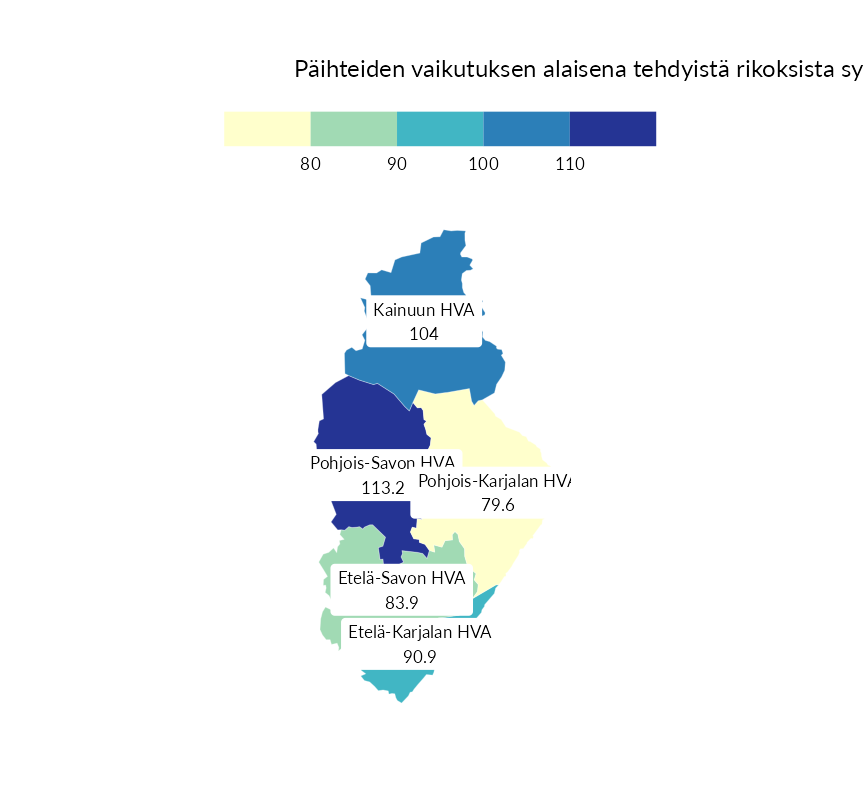 Päihteiden vaikutuksen alaisena tehdyistä rikoksista sy
80 90 100 110
Kainuun HVA
104
Pohjois-Savon HVA
113.2
Pohjois-Karjalan HVA
79.6
Etelä-Savon HVA
83.9
Etelä-Karjalan HVA
90.9